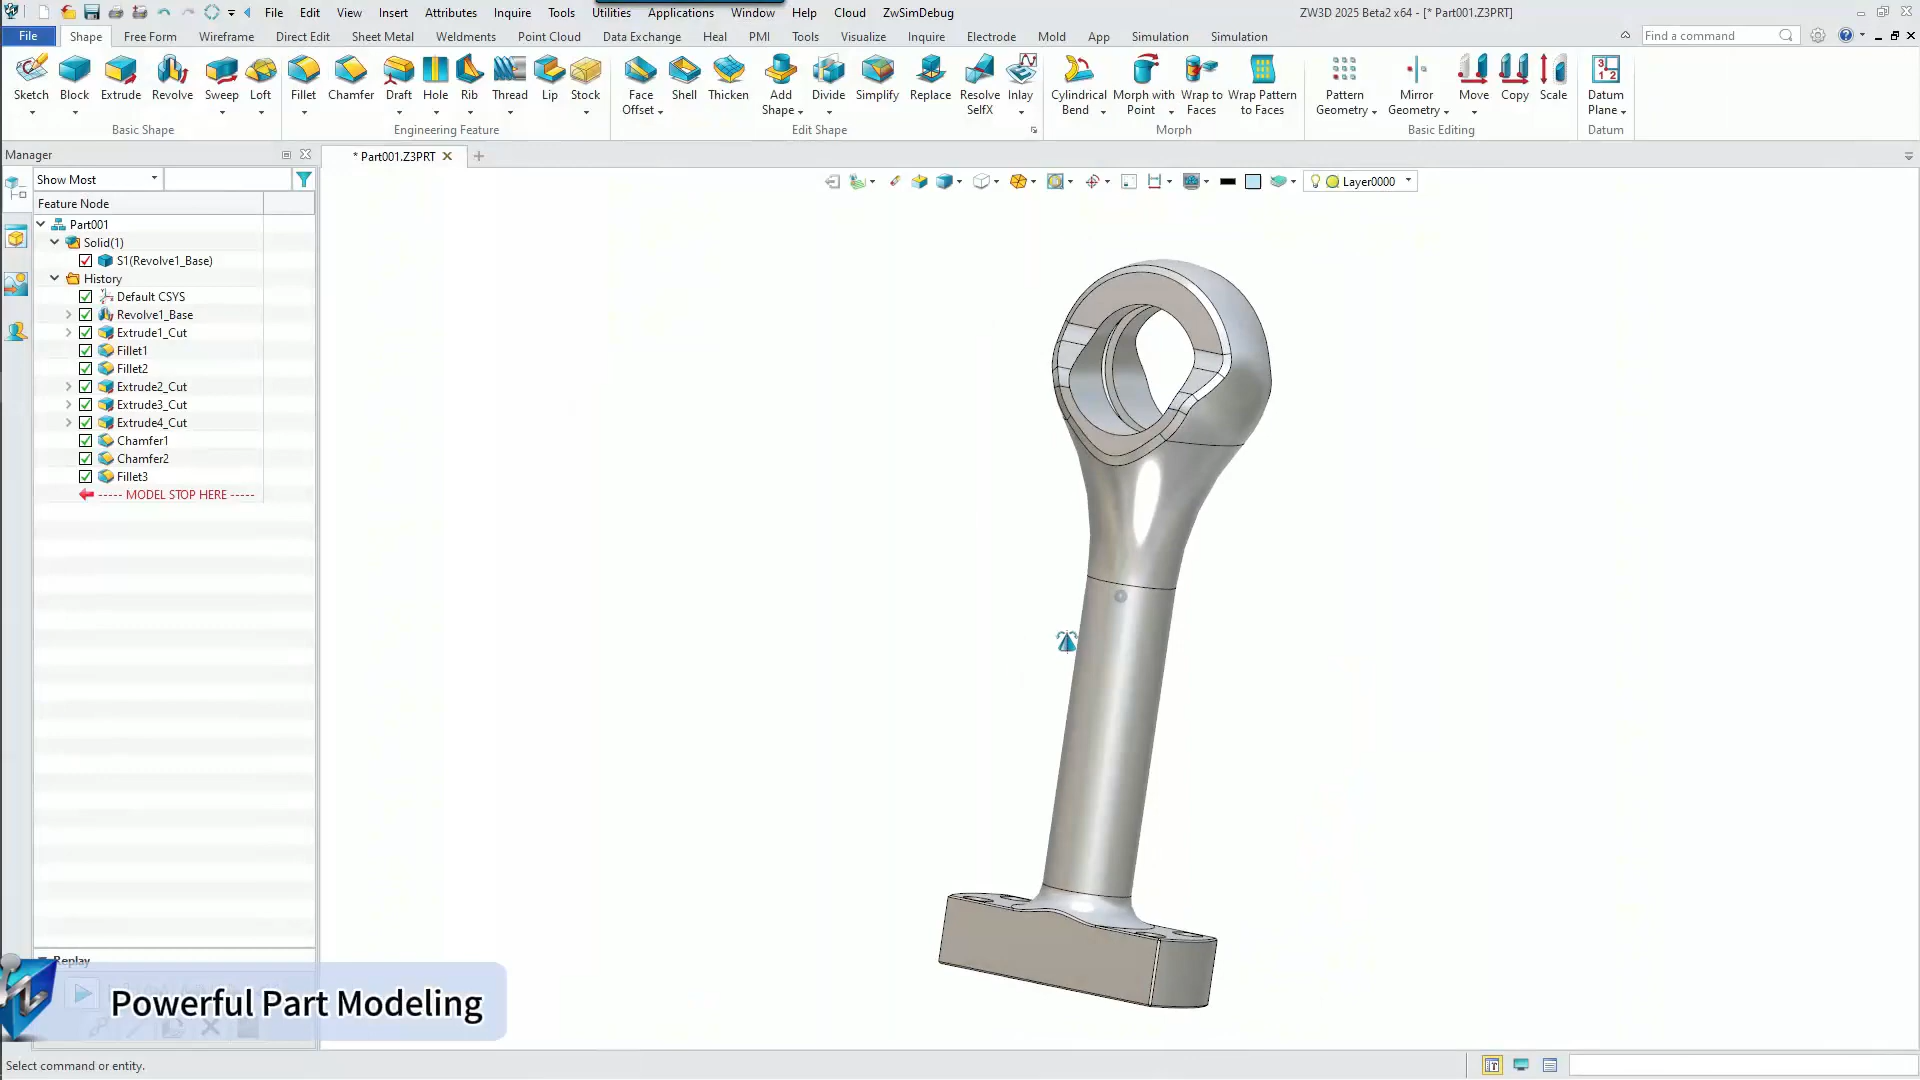 File Edit View Insert Attributes Inquire Tools Utilities Applications Window Help Cloud ZwSimDebug ZW3D 2025 Beta2 x64 - [* Part001.Z3PRT]
File Shape Free Form Wireframe Direct Edit Sheet Metal Weldments Point Cloud Data Exchange Heal PMI Tools Visualize Inquire Electrode Mold App Simulation Simulation Find a command
Sketch Block Extrude Revolve Sweep Loft Fillet Chamfer Draft Hole Rib Thread Lip Stock Face Offset Shell Thicken Add Shape Divide Simplify Replace Resolve SelfX Inlay Cylindrical Bend Morph with Point Wrap to Faces Wrap Pattern to Faces Pattern Geometry Mirror Geometry Move Copy Scale Datum Plane
Basic Shape Engineering Feature Edit Shape Morph Basic Editing Datum
Manager * Part001.Z3PRT
Show Most Layer0000
Feature Node
Part001
Solid(1)
S1(Revolve1_Base)
History
Default CSYS
Revolve1_Base
Extrude1_Cut
Fillet1
Fillet2
Extrude2_Cut
Extrude3_Cut
Extrude4_Cut
Chamfer1
Chamfer2
Fillet3
----- MODEL STOP HERE -----
Replay
Powerful Part Modeling
Select command or entity.